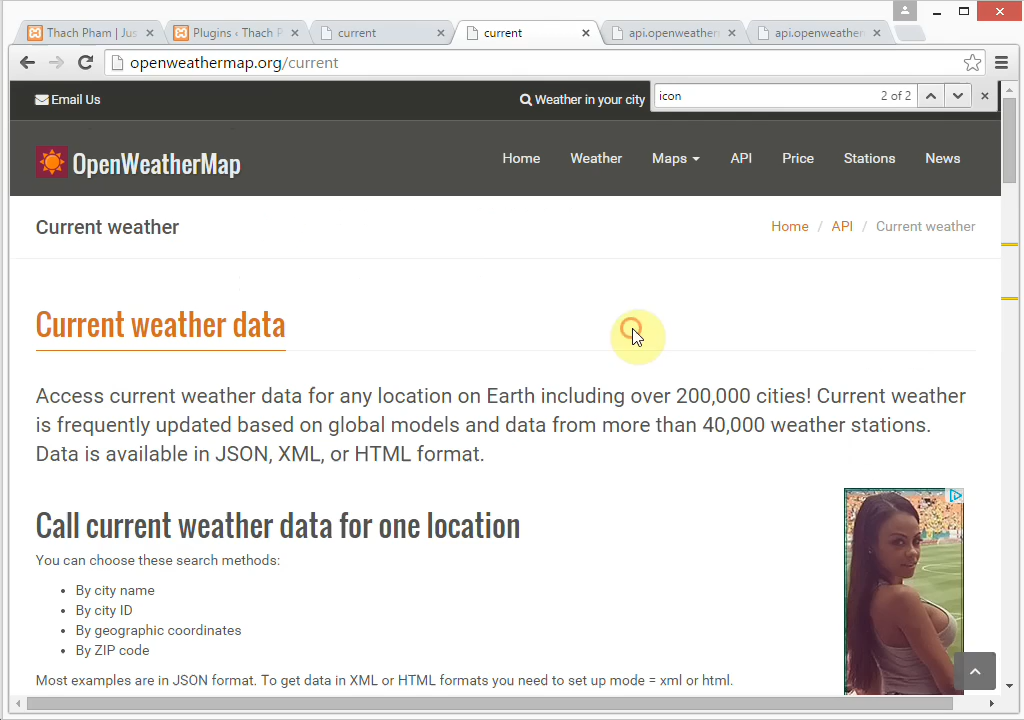 Thach Pham | Jus
Plugins ‹ Thach P
current
current
api.openweather
api.openweather
openweathermap.org/current
Email Us
Weather in your city
icon
2 of 2
OpenWeatherMap
Home
Weather
Maps
API
Price
Stations
News
Current weather
Home / API / Current weather
Current weather data
Access current weather data for any location on Earth including over 200,000 cities! Current weather
is frequently updated based on global models and data from more than 40,000 weather stations.
Data is available in JSON, XML, or HTML format.
Call current weather data for one location
You can choose these search methods:
• By city name
• By city ID
• By geographic coordinates
• By ZIP code
Most examples are in JSON format. To get data in XML or HTML formats you need to set up mode = xml or html.